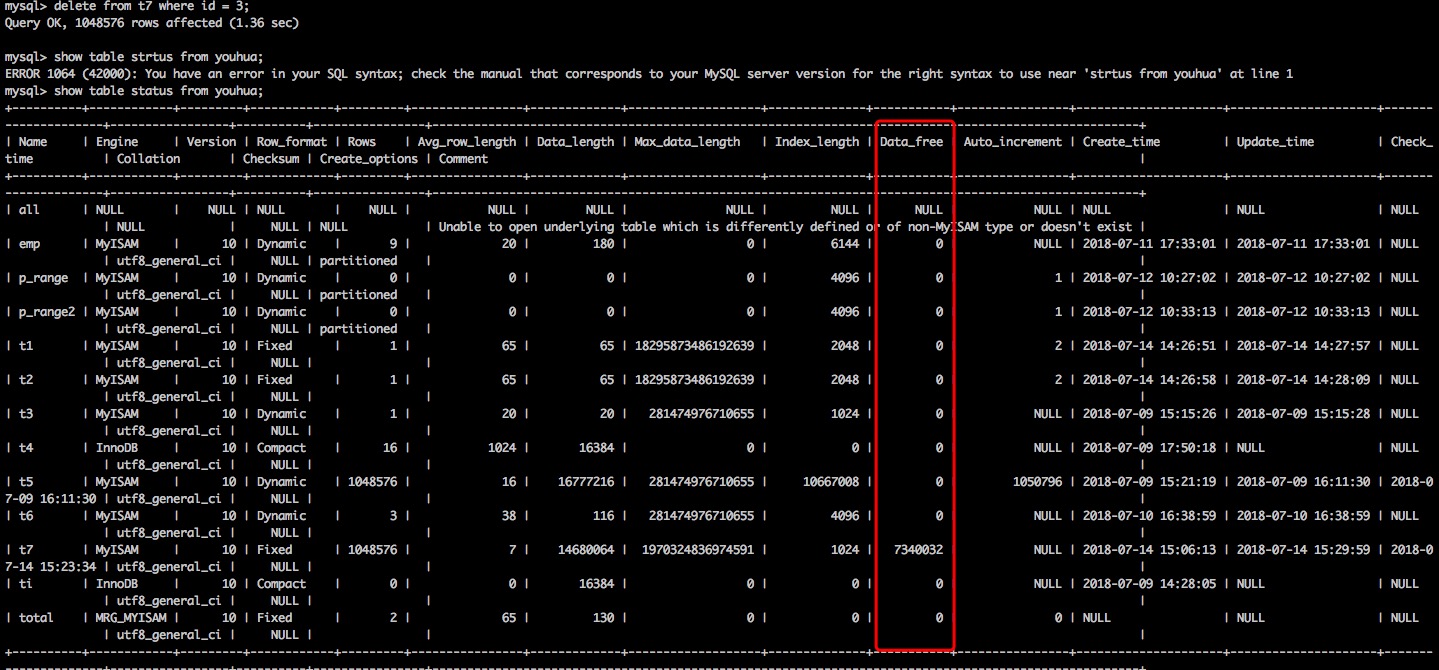 mysql> delete from t7 where id = 3;
Query OK, 1048576 rows affected (1.36 sec)
mysql> show table strtus from youhua;
ERROR 1064 (42000): You have an error in your SQL syntax; check the manual that corresponds to your MySQL server version for the right syntax to use near 'strtus from youhua' at line 1
mysql> show table status from youhua;
+----------+------------+---------+------------+---------+----------------+-------------+-------------------+--------------+-----------+----------------+---------------------+---------------------+--------
-------------+-----------------+----------+----------------+---------------------------------------------------------------------------------------------+
| Name | Engine | Version | Row_format | Rows | Avg_row_length | Data_length | Max_data_length | Index_length | Data_free | Auto_increment | Create_time | Update_time | Check_
time | Collation | Checksum | Create_options | Comment |
+----------+------------+---------+------------+---------+----------------+-------------+-------------------+--------------+-----------+----------------+---------------------+---------------------+--------
-------------+-----------------+----------+----------------+---------------------------------------------------------------------------------------------+
| all | NULL | NULL | NULL | NULL | NULL | NULL | NULL | NULL | NULL | NULL | NULL | NULL | NULL
| NULL | NULL | NULL | Unable to open underlying table which is differently defined or of non-MyISAM type or doesn't exist |
| emp | MyISAM | 10 | Dynamic | 9 | 20 | 180 | 0 | 6144 | 0 | NULL | 2018-07-11 17:33:01 | 2018-07-11 17:33:01 | NULL
| utf8_general_ci | NULL | partitioned | |
| p_range | MyISAM | 10 | Dynamic | 0 | 0 | 0 | 0 | 4096 | 0 | 1 | 2018-07-12 10:27:02 | 2018-07-12 10:27:02 | NULL
| utf8_general_ci | NULL | partitioned | |
| p_range2 | MyISAM | 10 | Dynamic | 0 | 0 | 0 | 0 | 4096 | 0 | 1 | 2018-07-12 10:33:13 | 2018-07-12 10:33:13 | NULL
| utf8_general_ci | NULL | partitioned | |
| t1 | MyISAM | 10 | Fixed | 1 | 65 | 65 | 18295873486192639 | 2048 | 0 | 2 | 2018-07-14 14:26:51 | 2018-07-14 14:27:57 | NULL
| utf8_general_ci | NULL | | |
| t2 | MyISAM | 10 | Fixed | 1 | 65 | 65 | 18295873486192639 | 2048 | 0 | 2 | 2018-07-14 14:26:58 | 2018-07-14 14:28:09 | NULL
| utf8_general_ci | NULL | | |
| t3 | MyISAM | 10 | Dynamic | 1 | 20 | 20 | 281474976710655 | 1024 | 0 | NULL | 2018-07-09 15:15:26 | 2018-07-09 15:15:28 | NULL
| utf8_general_ci | NULL | | |
| t4 | InnoDB | 10 | Compact | 16 | 1024 | 16384 | 0 | 0 | 0 | NULL | 2018-07-09 17:50:18 | NULL | NULL
| utf8_general_ci | NULL | | |
| t5 | MyISAM | 10 | Dynamic | 1048576 | 16 | 16777216 | 281474976710655 | 10667008 | 0 | 1050796 | 2018-07-09 15:21:19 | 2018-07-09 16:11:30 | 2018-0
7-09 16:11:30 | utf8_general_ci | NULL | | |
| t6 | MyISAM | 10 | Dynamic | 3 | 38 | 116 | 281474976710655 | 4096 | 0 | NULL | 2018-07-10 16:38:59 | 2018-07-10 16:38:59 | NULL
| utf8_general_ci | NULL | | |
| t7 | MyISAM | 10 | Fixed | 1048576 | 7 | 14680064 | 1970324836974591 | 1024 | 7340032 | NULL | 2018-07-14 15:06:13 | 2018-07-14 15:29:59 | 2018-0
7-14 15:23:34 | utf8_general_ci | NULL | | |
| ti | InnoDB | 10 | Compact | 0 | 0 | 16384 | 0 | 0 | 0 | NULL | 2018-07-09 14:28:05 | NULL | NULL
| utf8_general_ci | NULL | | |
| total | MRG_MYISAM | 10 | Fixed | 2 | 65 | 130 | 0 | 0 | 0 | 0 | NULL | NULL | NULL
| utf8_general_ci | NULL | | |
+----------+------------+---------+------------+---------+----------------+-------------+-------------------+--------------+-----------+----------------+---------------------+---------------------+--------